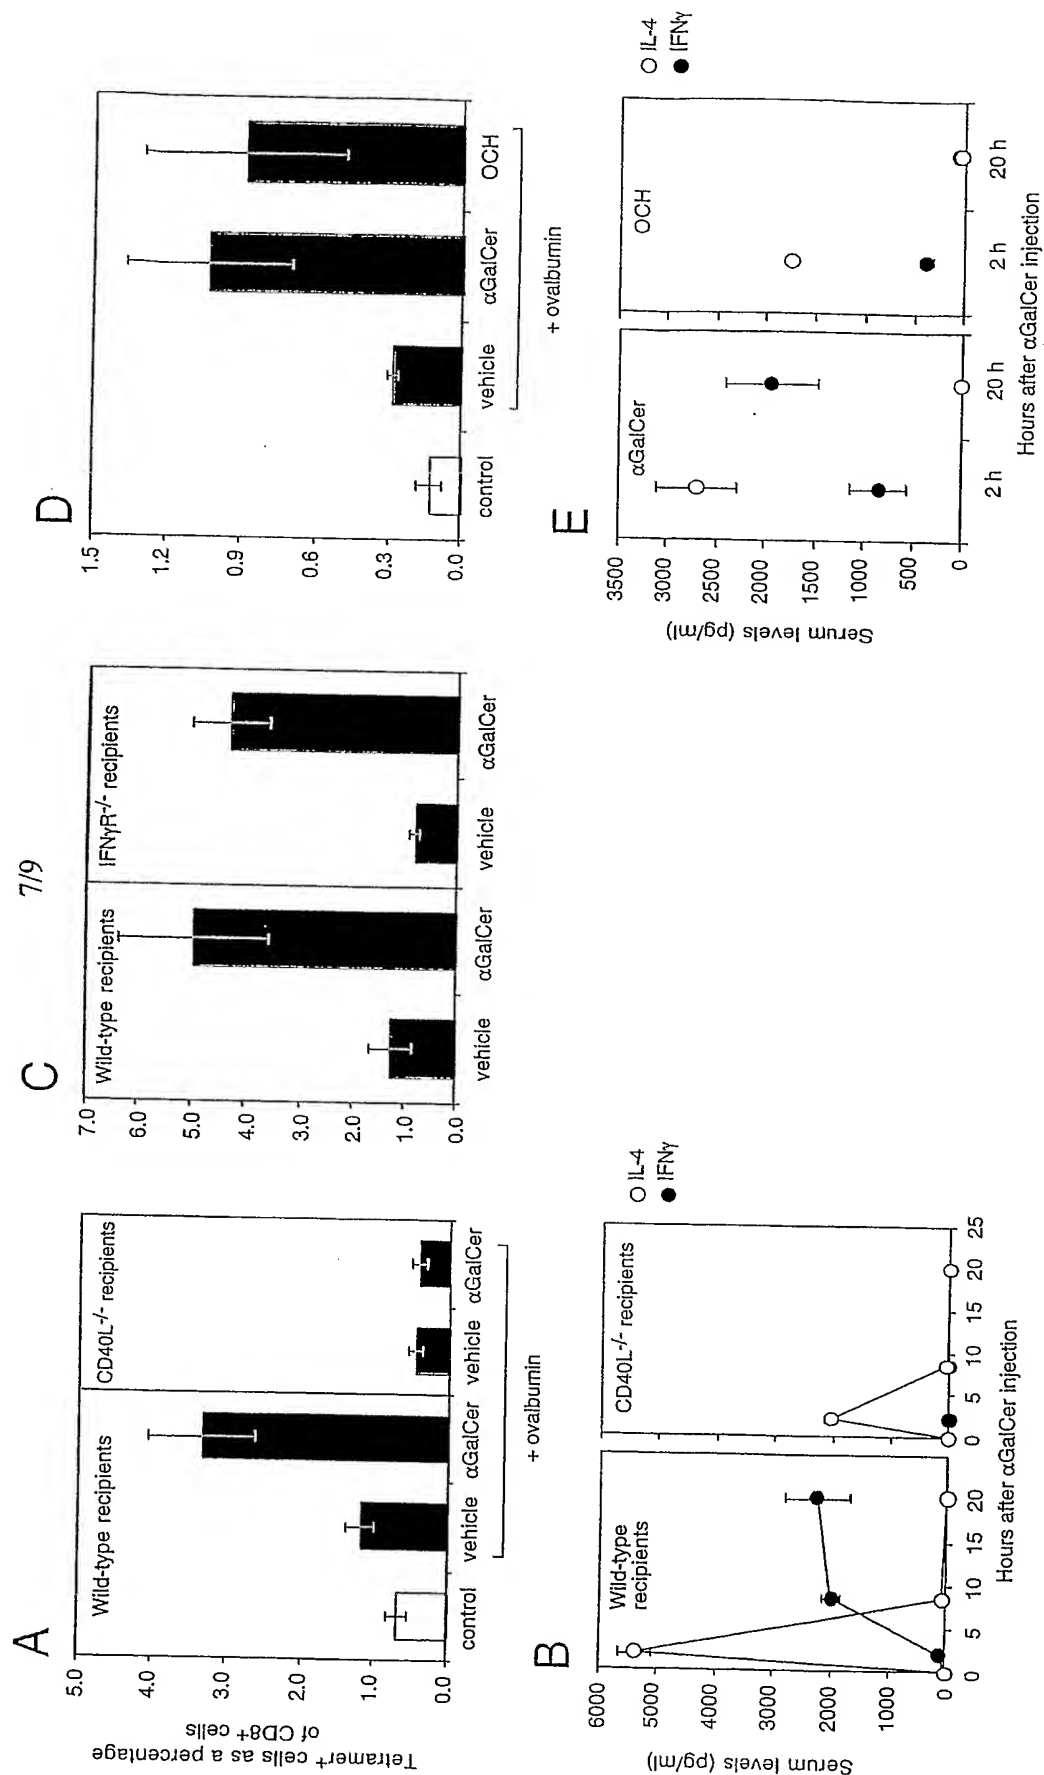 7/9
A
Tetramer⁺ cells as a percentage
of CD8⁺ cells
5.0
4.0
3.0
2.0
1.0
0.0
Wild-type recipients
CD40L⁻/⁻ recipients
control
vehicle
αGalCer
vehicle
αGalCer
+ ovalbumin
B
Serum levels (pg/ml)
6000
5000
4000
3000
2000
1000
0
Wild-type
recipients
CD40L⁻/⁻ recipients
0 5 10 15 20
0 5 10 15 20 25
Hours after αGalCer injection
IL-4
IFNγ
C
7.0
6.0
5.0
4.0
3.0
2.0
1.0
0.0
Wild-type recipients
IFNγR⁻/⁻ recipients
vehicle
αGalCer
vehicle
αGalCer
D
1.5
1.2
0.9
0.6
0.3
0.0
control
vehicle
αGalCer
OCH
+ ovalbumin
E
Serum levels (pg/ml)
3500
3000
2500
2000
1500
1000
500
0
αGalCer
OCH
2 h
20 h
2 h
20 h
Hours after αGalCer injection
IL-4
IFNγ